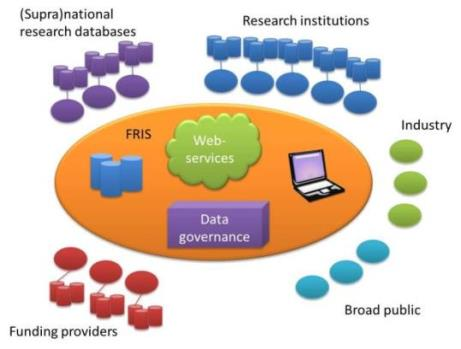 (Supra)national
research databases
Research institutions
FRIS
Web-
services
Industry
Data
governance
Broad public
Funding providers